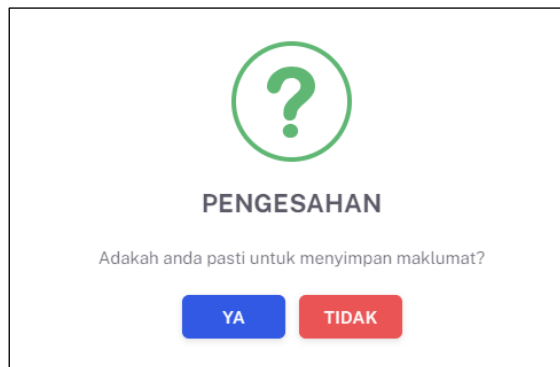 ?
PENGESAHAN
Adakah anda pasti untuk menyimpan maklumat?
YA TIDAK